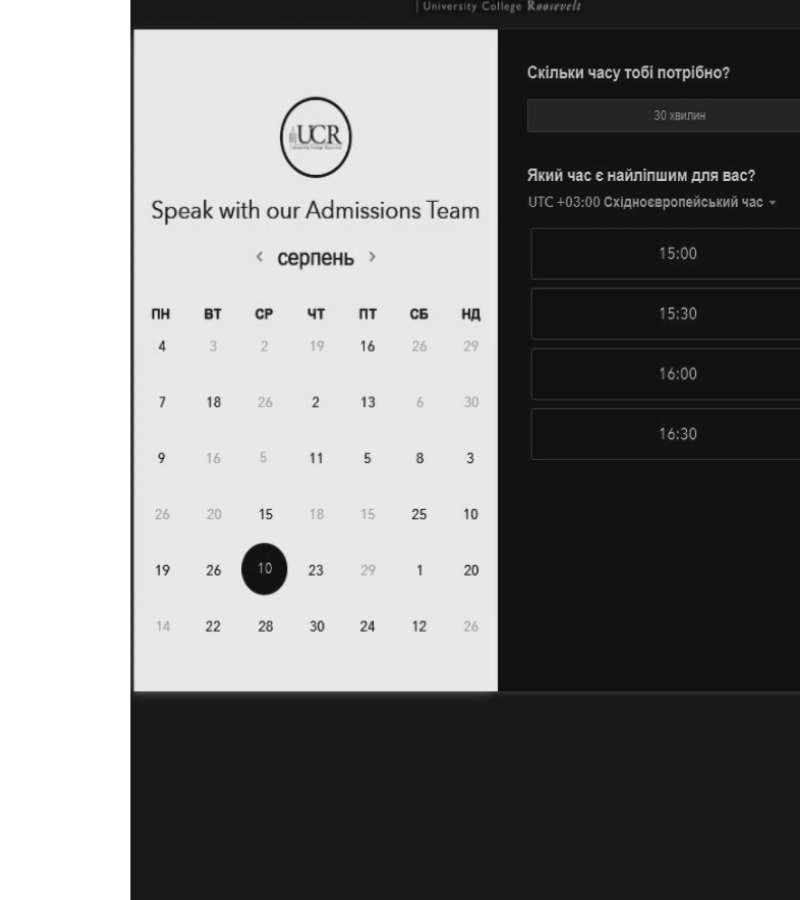 University College Roosevelt
UCR
Speak with our Admissions Team
< серпень >
ПН ВТ СР ЧТ ПТ СБ НД
4 3 2 19 16 26 29
7 18 26 2 13 6 30
9 16 5 11 5 8 3
26 20 15 18 15 25 10
19 26 10 23 29 1 20
14 22 28 30 24 12 26
Скільки часу тобі потрібно?
30 хвилин
Який час є найліпшим для вас?
UTC +03:00 Східноєвропейський час
15:00
15:30
16:00
16:30